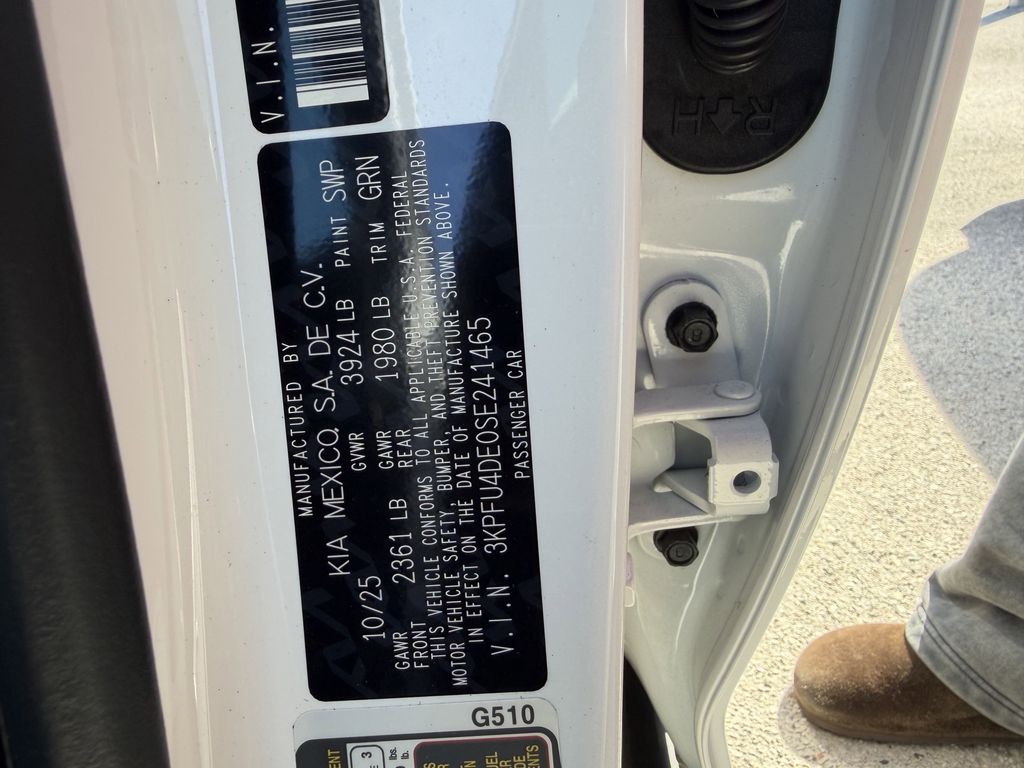 V.I.N.
MANUFACTURED BY
KIA MEXICO, S.A. DE C.V.
10/25 GVWR 3924 LB PAINT SWP
GAWR FRONT 2361 LB GAWR REAR 1980 LB TRIM GRN
THIS VEHICLE CONFORMS TO ALL APPLICABLE U.S.A. FEDERAL
MOTOR VEHICLE SAFETY, BUMPER, AND THEFT PREVENTION STANDARDS
IN EFFECT ON THE DATE OF MANUFACTURE SHOWN ABOVE.
V.I.N. 3KPFU4DE0SE241465
PASSENGER CAR
G510
RH